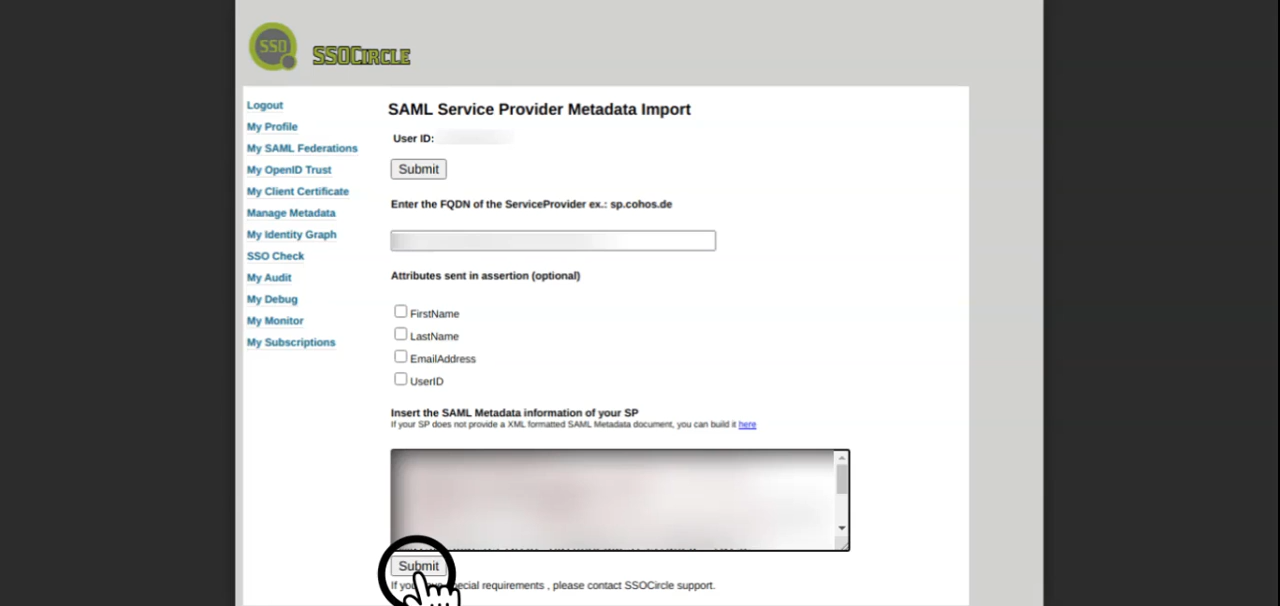 SSO
SSOCIRCLE
Logout
My Profile
My SAML Federations
My OpenID Trust
My Client Certificate
Manage Metadata
My Identity Graph
SSO Check
My Audit
My Debug
My Monitor
My Subscriptions
SAML Service Provider Metadata Import
User ID:
Submit
Enter the FQDN of the ServiceProvider ex.: sp.cohos.de
Attributes sent in assertion (optional)
FirstName
LastName
EmailAddress
UserID
Insert the SAML Metadata information of your SP
If your SP does not provide a XML formatted SAML Metadata document, you can build it here
Submit
If you special requirements , please contact SSOCircle support.